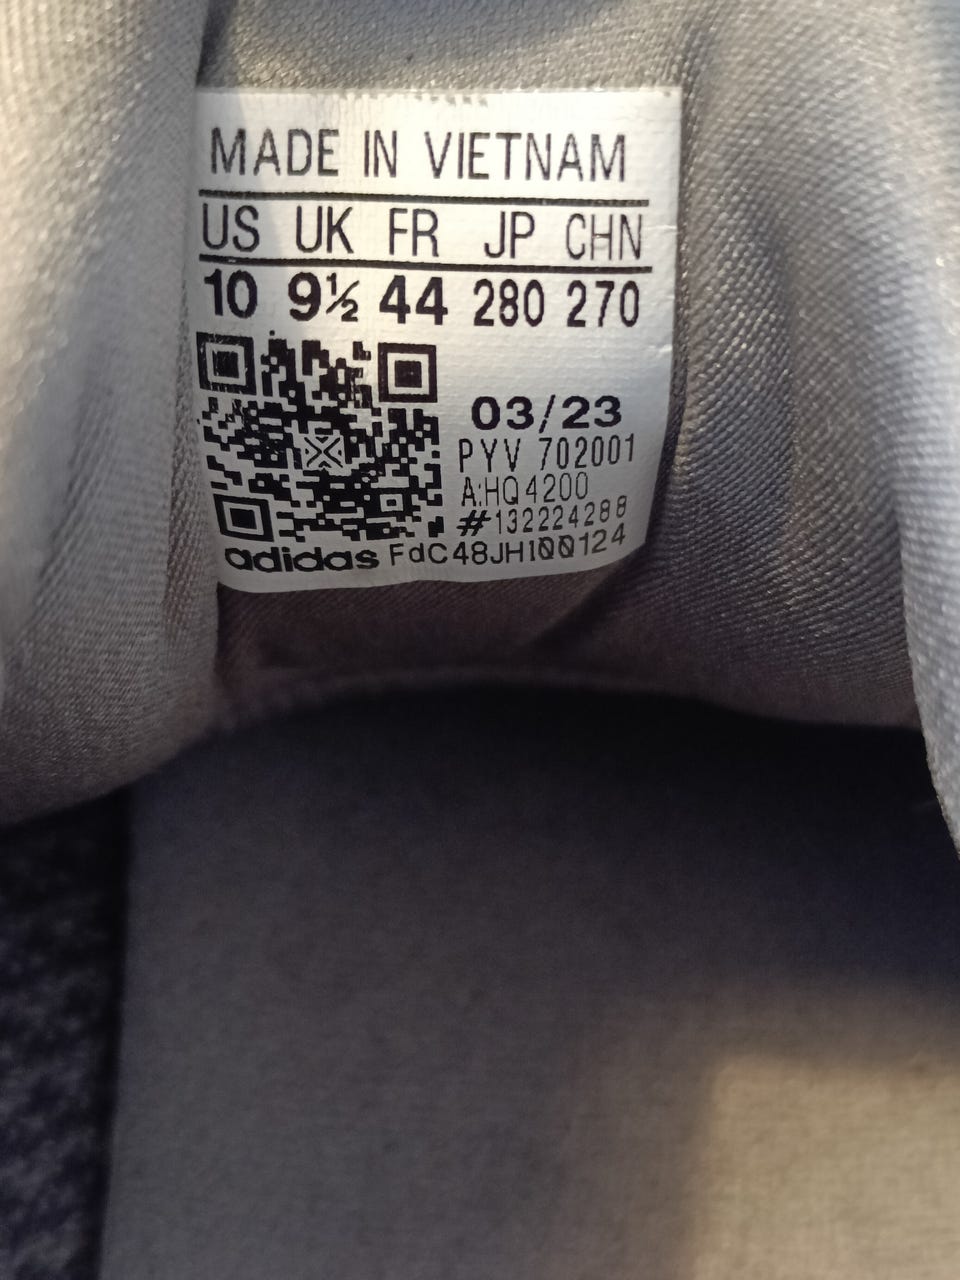 MADE IN VIETNAM
US UK FR JP CHN
10 9½ 44 280 270
03/23
PYV 702001
A:HQ4200
#132224288
adidas FdC48JH100124